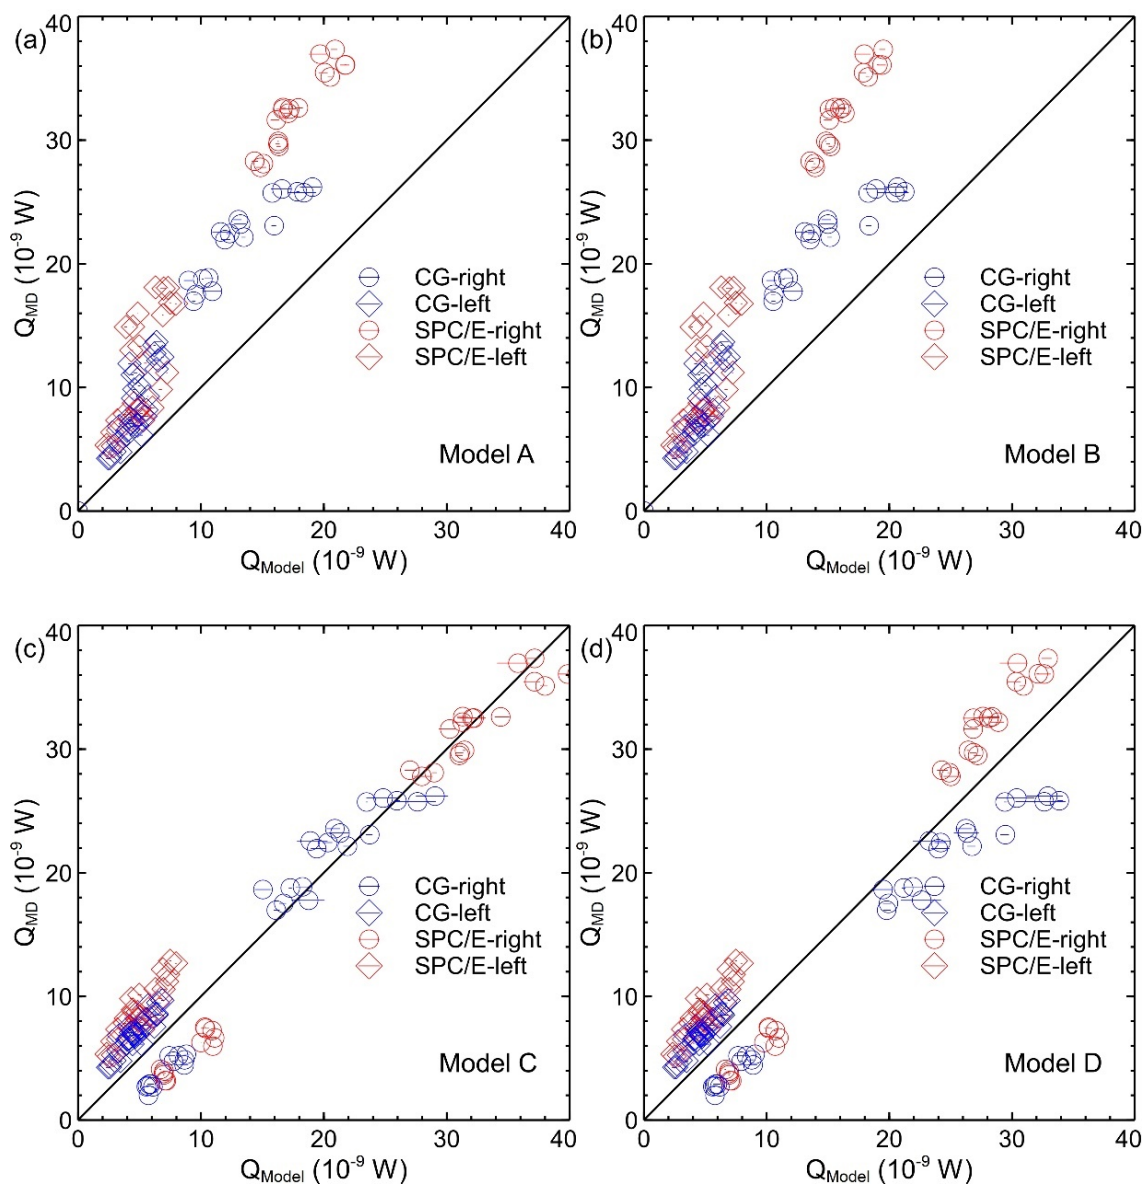 (a)
40
30
20
10
0
Q_MD (10⁻⁹ W)
CG-right
CG-left
SPC/E-right
SPC/E-left
Model A
0 10 20 30 40
Q_Model (10⁻⁹ W)
(b)
40
30
20
10
0
Q_MD (10⁻⁹ W)
CG-right
CG-left
SPC/E-right
SPC/E-left
Model B
0 10 20 30 40
Q_Model (10⁻⁹ W)
(c)
40
30
20
10
0
Q_MD (10⁻⁹ W)
CG-right
CG-left
SPC/E-right
SPC/E-left
Model C
0 10 20 30 40
Q_Model (10⁻⁹ W)
(d)
40
30
20
10
0
Q_MD (10⁻⁹ W)
CG-right
CG-left
SPC/E-right
SPC/E-left
Model D
0 10 20 30 40
Q_Model (10⁻⁹ W)